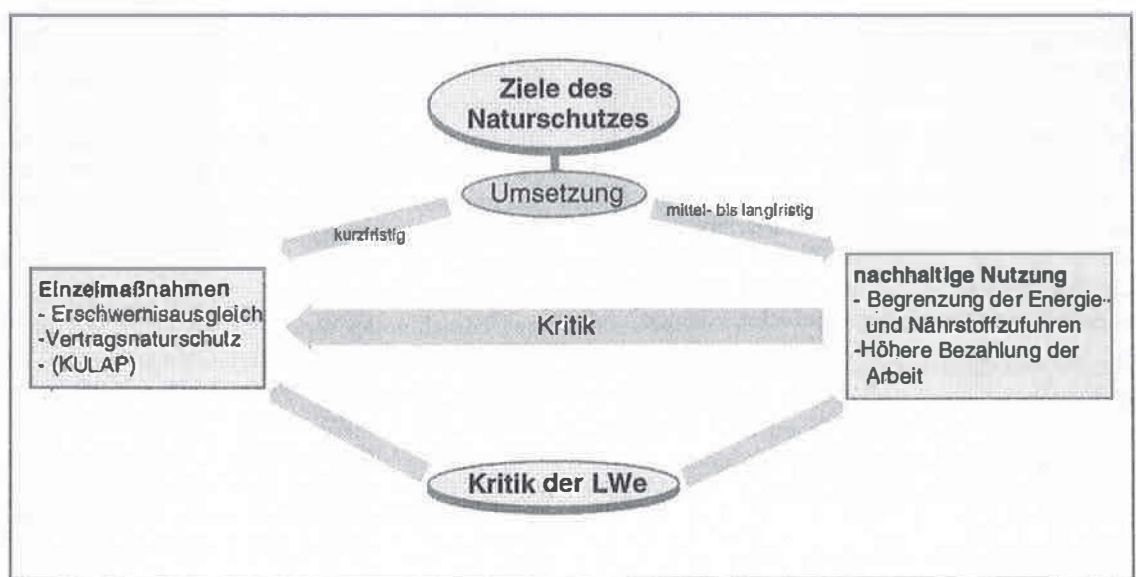 Ziele des
Naturschutzes
Umsetzung
kurzfristig
mittel- bis langfristig
Einzelmaßnahmen
- Erschwernisausgleich
-Vertragsnaturschutz
- (KULAP)
Kritik
nachhaltige Nutzung
- Begrenzung der Energie-
und Nährstoffzufuhren
-Höhere Bezahlung der
Arbeit
Kritik der LWe